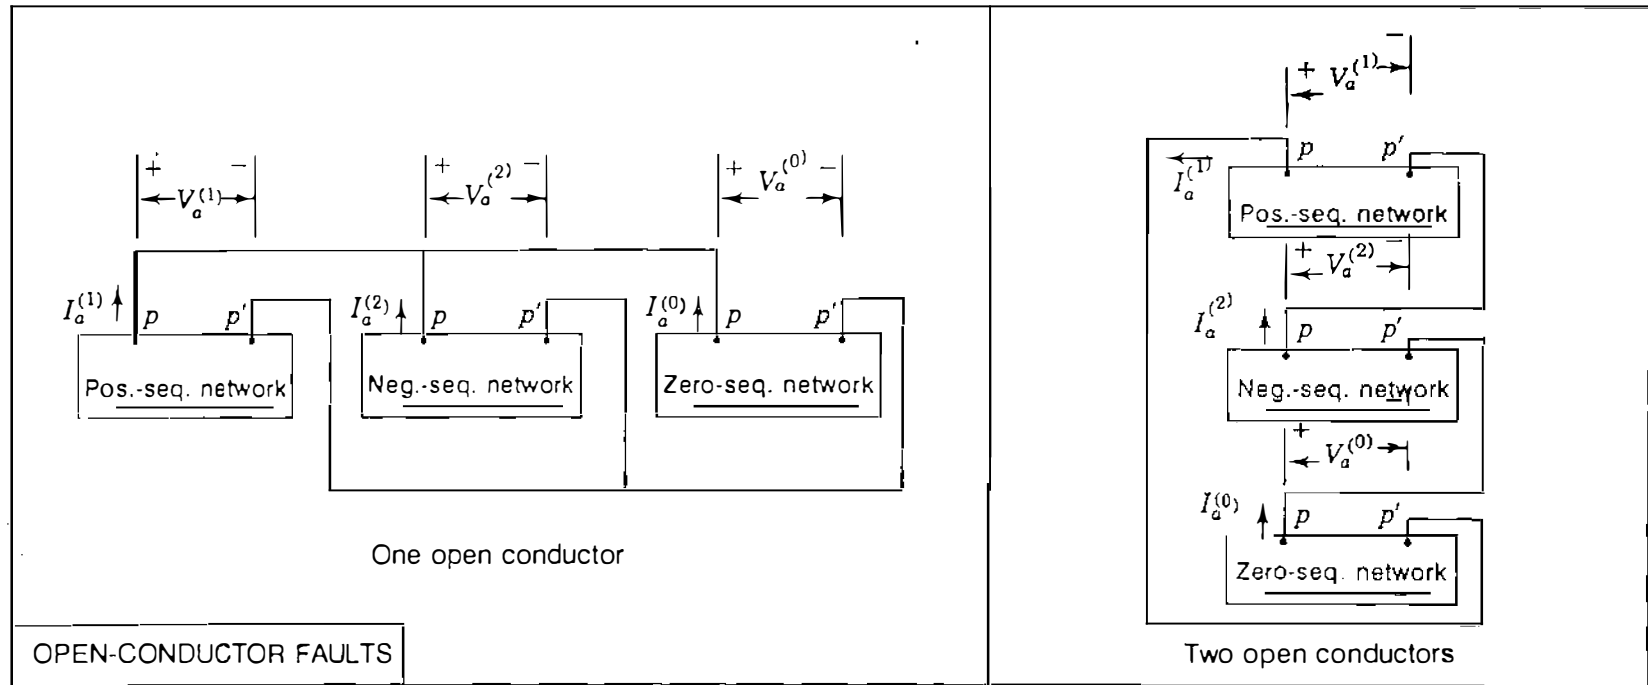 + − + − + −
V_a^(1) V_a^(2) V_a^(0)
I_a^(1) p p′ I_a^(2) p p′ I_a^(0) p p′
Pos.-seq. network Neg.-seq. network Zero-seq. network
One open conductor
OPEN-CONDUCTOR FAULTS
−
+ V_a^(1)
p p′
I_a^(1)
Pos.-seq. network
+ −
V_a^(2)
I_a^(2) p p′
Neg.-seq. network
+ −
V_a^(0)
I_a^(0) p p′
Zero-seq. network
Two open conductors